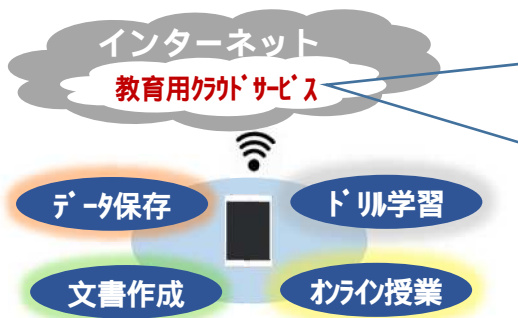 インターネット
教育用クラウドサービス
データ保存
ドリル学習
文書作成
オンライン授業